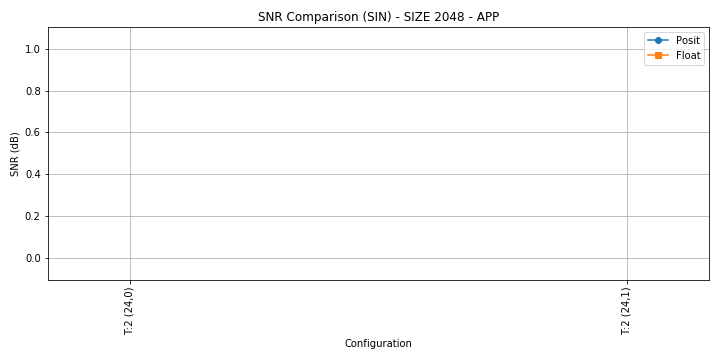 SNR Comparison (SIN) - SIZE 2048 - APP
Posit
Float
1.0
0.8
0.6
0.4
0.2
0.0
SNR (dB)
T:2 (24,0)
T:2 (24,1)
Configuration